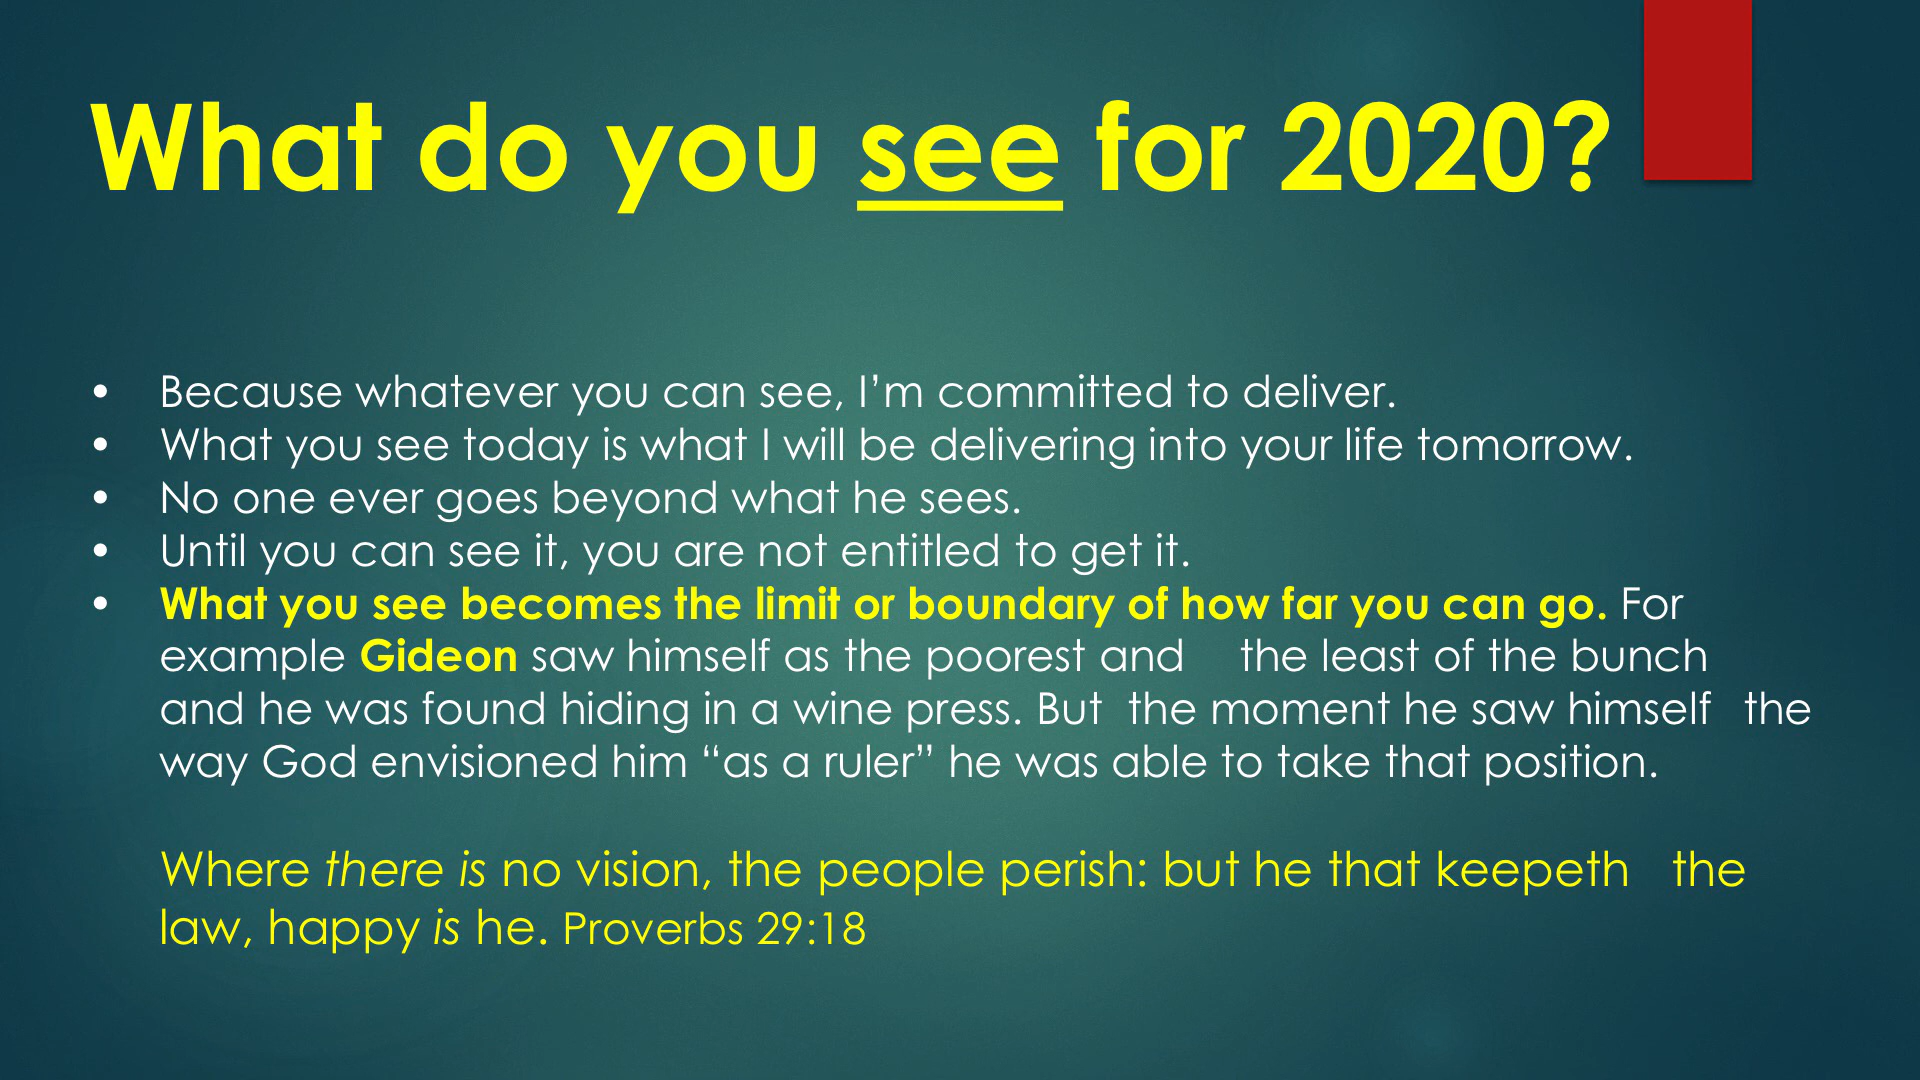 What do you see for 2020?
• Because whatever you can see, I’m committed to deliver.
• What you see today is what I will be delivering into your life tomorrow.
• No one ever goes beyond what he sees.
• Until you can see it, you are not entitled to get it.
• What you see becomes the limit or boundary of how far you can go. For
example Gideon saw himself as the poorest and the least of the bunch
and he was found hiding in a wine press. But the moment he saw himself the
way God envisioned him “as a ruler” he was able to take that position.
Where there is no vision, the people perish: but he that keepeth the
law, happy is he. Proverbs 29:18